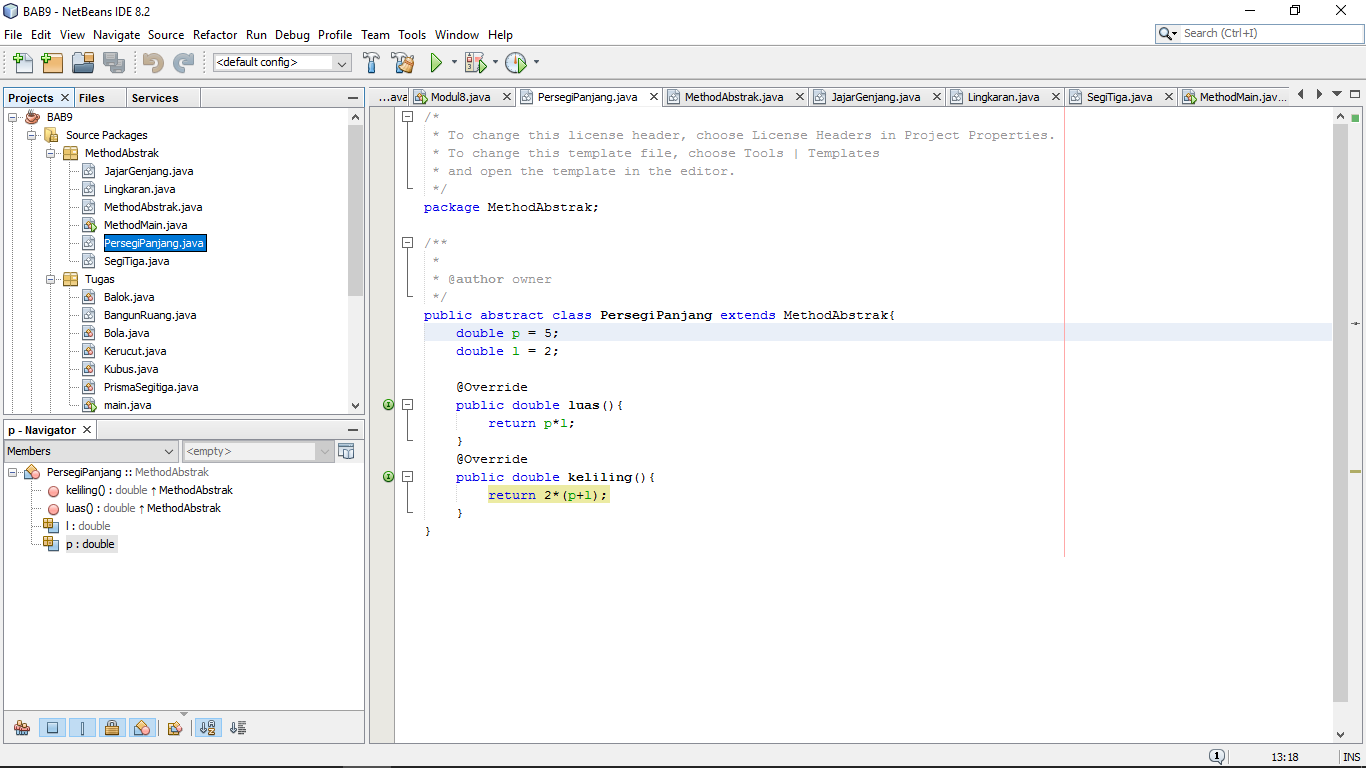 BAB9 - NetBeans IDE 8.2
File Edit View Navigate Source Refactor Run Debug Profile Team Tools Window Help
Search (Ctrl+I)
<default config>
Projects Files Services
BAB9
Source Packages
MethodAbstrak
JajarGenjang.java
Lingkaran.java
MethodAbstrak.java
MethodMain.java
PersegiPanjang.java
SegiTiga.java
Tugas
Balok.java
BangunRuang.java
Bola.java
Kerucut.java
Kubus.java
PrismaSegitiga.java
main.java
p - Navigator
Members <empty>
PersegiPanjang :: MethodAbstrak
keliling() : double ↑ MethodAbstrak
luas() : double ↑ MethodAbstrak
l : double
p : double
...ava Modul8.java PersegiPanjang.java MethodAbstrak.java JajarGenjang.java Lingkaran.java SegiTiga.java MethodMain.jav...
/*
* To change this license header, choose License Headers in Project Properties.
* To change this template file, choose Tools | Templates
* and open the template in the editor.
*/
package MethodAbstrak;
/**
*
* @author owner
*/
public abstract class PersegiPanjang extends MethodAbstrak{
double p = 5;
double l = 2;
@Override
public double luas(){
return p*l;
}
@Override
public double keliling(){
return 2*(p+l);
}
}
1 13:18 INS